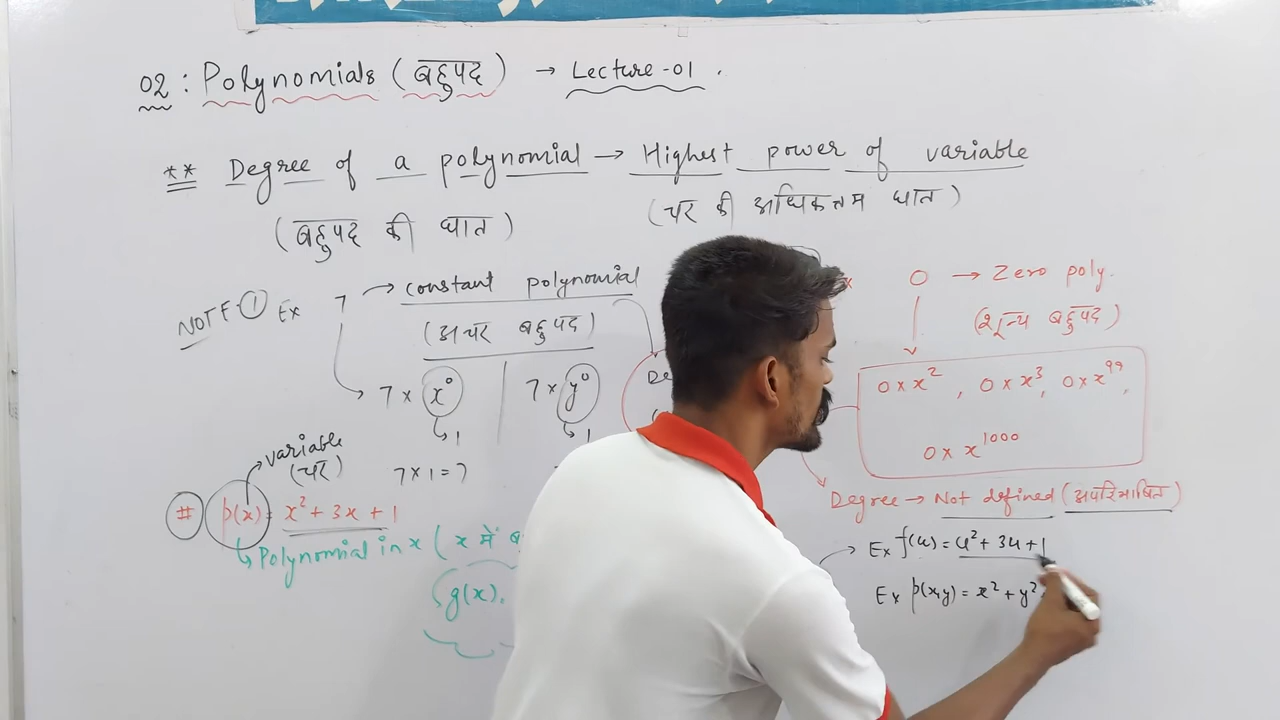 02 : Polynomials (बहुपद) → Lecture-01.
** Degree of a polynomial → Highest power of variable
(बहुपद की घात) (चर की अधिकतम घात)
NOTE-① Ex 7 → constant polynomial
(अचर बहुपद)
7 × x⁰ | 7 × y⁰
↳ 1 ↳ 1
7 × 1 = 7
0 → Zero poly.
(शून्य बहुपद)
0 × x², 0 × x³, 0 × x⁹⁹,
0 × x¹⁰⁰⁰
Degree → Not defined (अपरिभाषित)
variable
(चर)
# p(x) = x² + 3x + 1
↳ Polynomial in x ( x में
g(x).
Ex f(u) = u² + 3u + 1
Ex p(x,y) = x² + y²